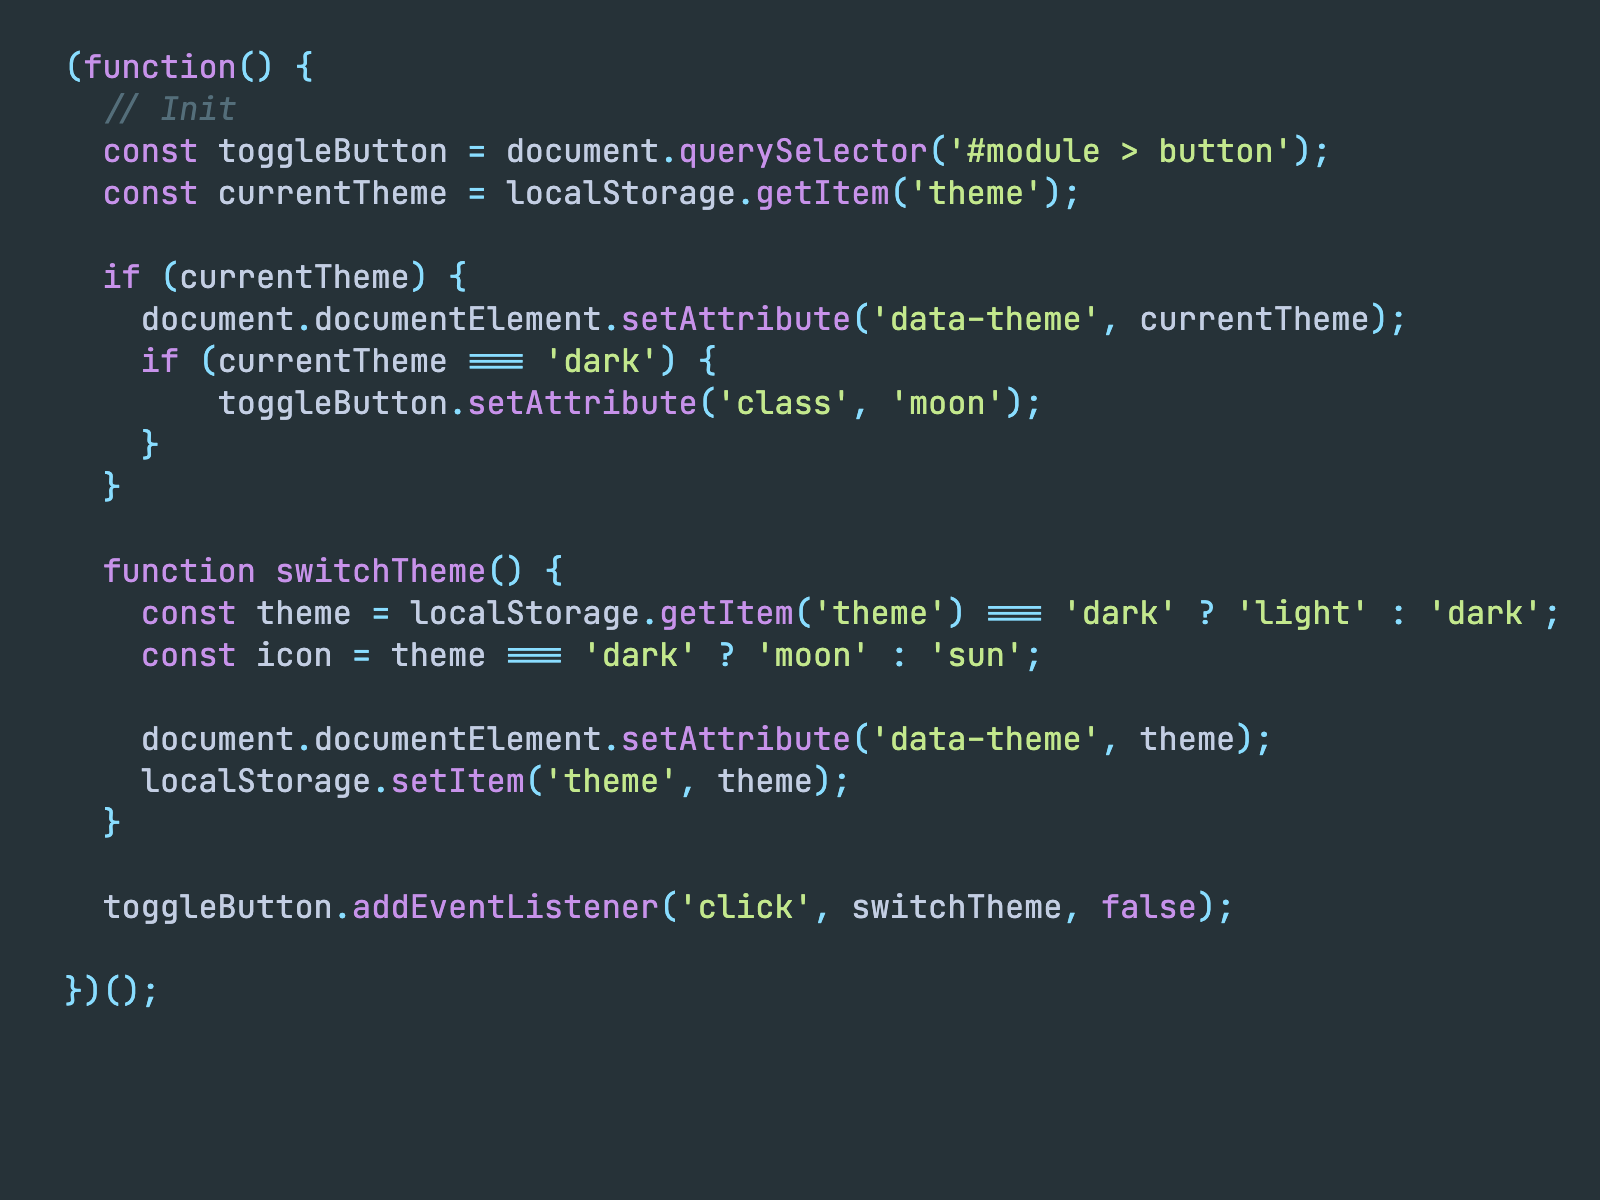 (function() {
  // Init
  const toggleButton = document.querySelector('#module > button');
  const currentTheme = localStorage.getItem('theme');

  if (currentTheme) {
    document.documentElement.setAttribute('data-theme', currentTheme);
    if (currentTheme === 'dark') {
        toggleButton.setAttribute('class', 'moon');
    }
  }

  function switchTheme() {
    const theme = localStorage.getItem('theme') === 'dark' ? 'light' : 'dark';
    const icon = theme === 'dark' ? 'moon' : 'sun';

    document.documentElement.setAttribute('data-theme', theme);
    localStorage.setItem('theme', theme);
  }

  toggleButton.addEventListener('click', switchTheme, false);

})();